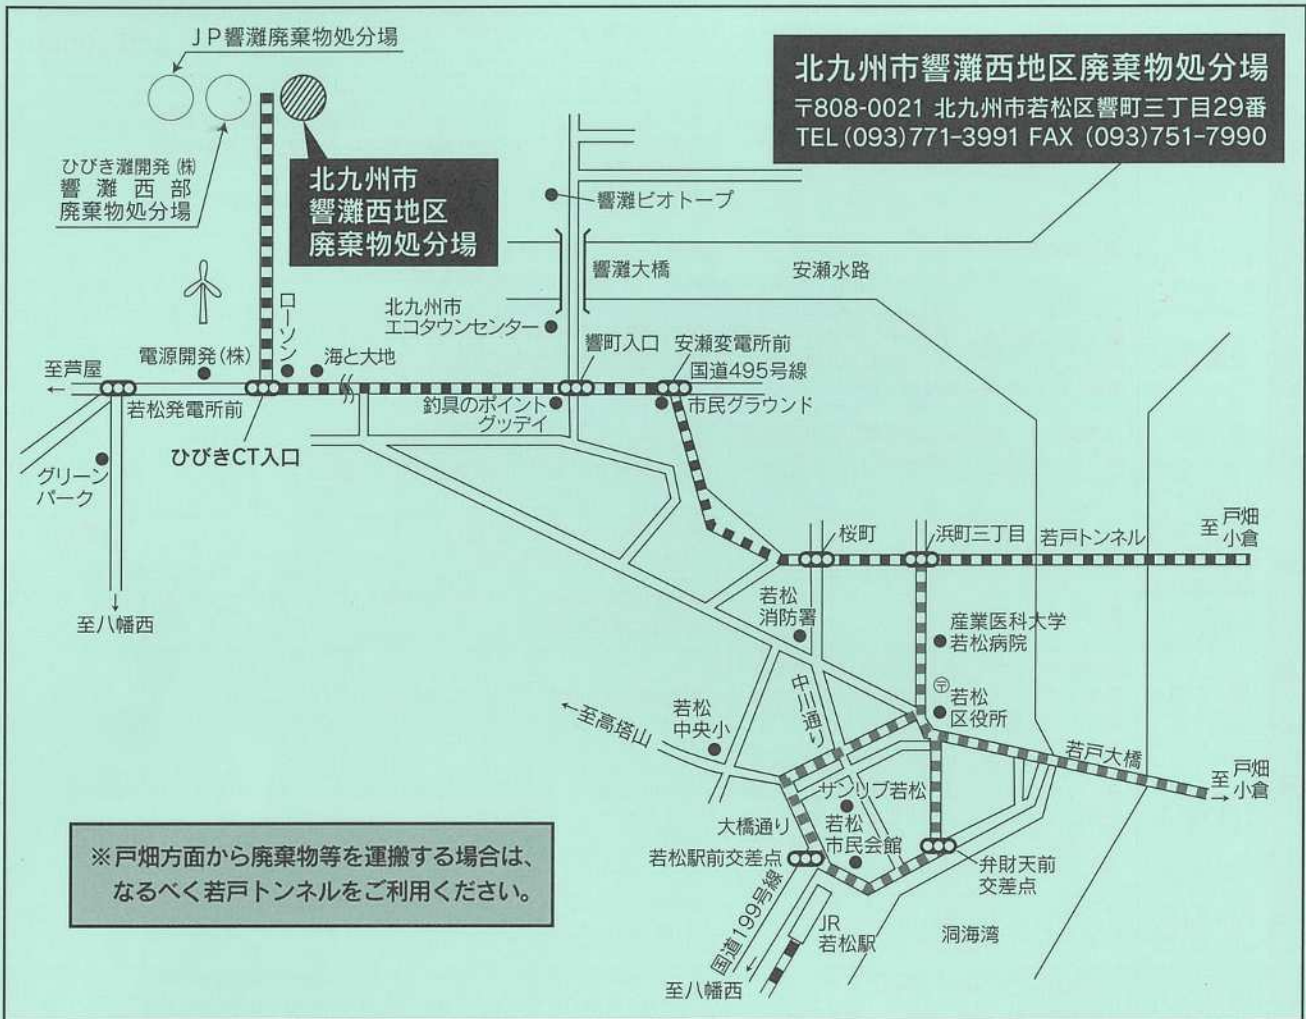 JP響灘廃棄物処分場
北九州市響灘西地区廃棄物処分場
〒808-0021 北九州市若松区響町三丁目29番
TEL (093)771-3991 FAX (093)751-7990
ひびき灘開発(株)
響灘西部
廃棄物処分場
北九州市
響灘西地区
廃棄物処分場
響灘ビオトープ
響灘大橋
安瀬水路
北九州市
エコタウンセンター
ローソン
電源開発(株)
海と大地
響町入口
安瀬変電所前
国道495号線
至芦屋
←
若松発電所前
釣具のポイント
グッデイ
市民グラウンド
ひびきCT入口
グリーン
パーク
桜町
浜町三丁目
若戸トンネル
至 戸畑
小倉
→
↓
至八幡西
若松
消防署
産業医科大学
若松病院
〒
若松
区役所
中川通り
←至高塔山
若松
中央小
若戸大橋
至 戸畑
小倉
→
サンリブ若松
大橋通り
若松
市民会館
若松駅前交差点
弁財天前
交差点
国道199号線
JR
若松駅
洞海湾
←
至八幡西
※戸畑方面から廃棄物等を運搬する場合は、
なるべく若戸トンネルをご利用ください。